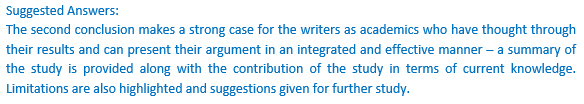 Suggested Answers:
The second conclusion makes a strong case for the writers as academics who have thought through
their results and can present their argument in an integrated and effective manner – a summary of
the study is provided along with the contribution of the study in terms of current knowledge.
Limitations are also highlighted and suggestions given for further study.